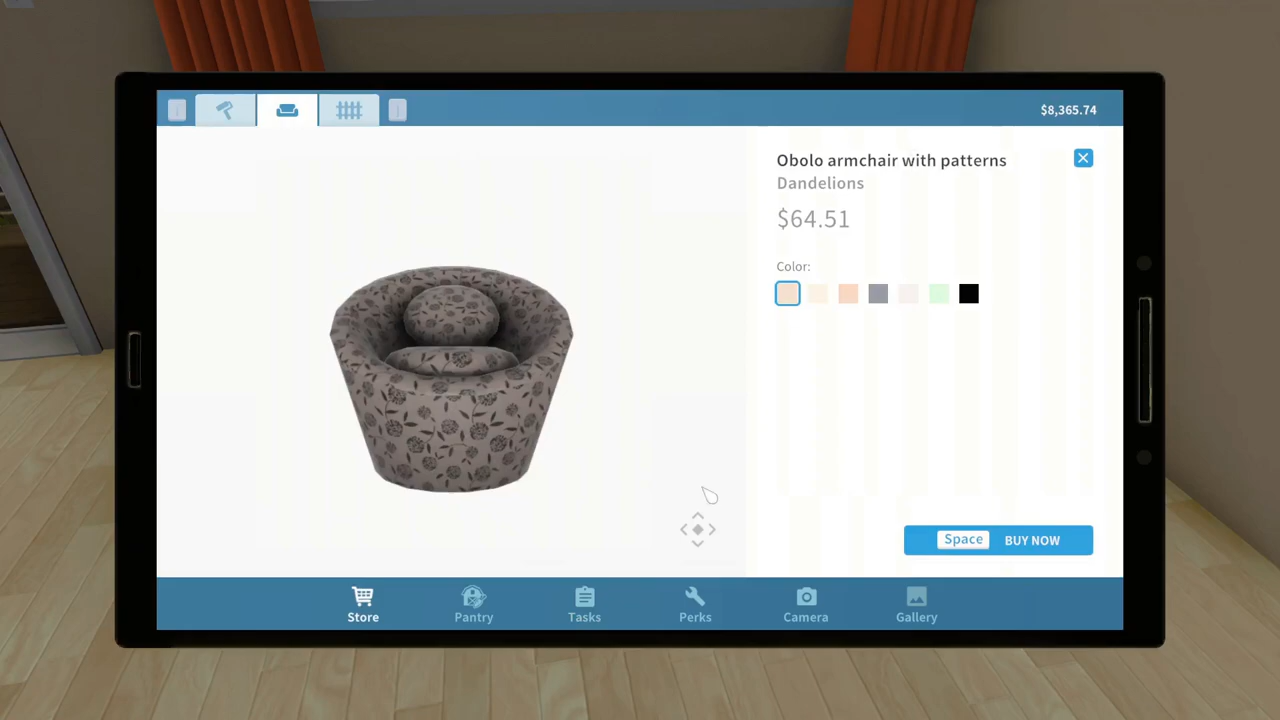 $8,365.74
Obolo armchair with patterns
Dandelions
$64.51
Color:
Space BUY NOW
Store Pantry Tasks Perks Camera Gallery